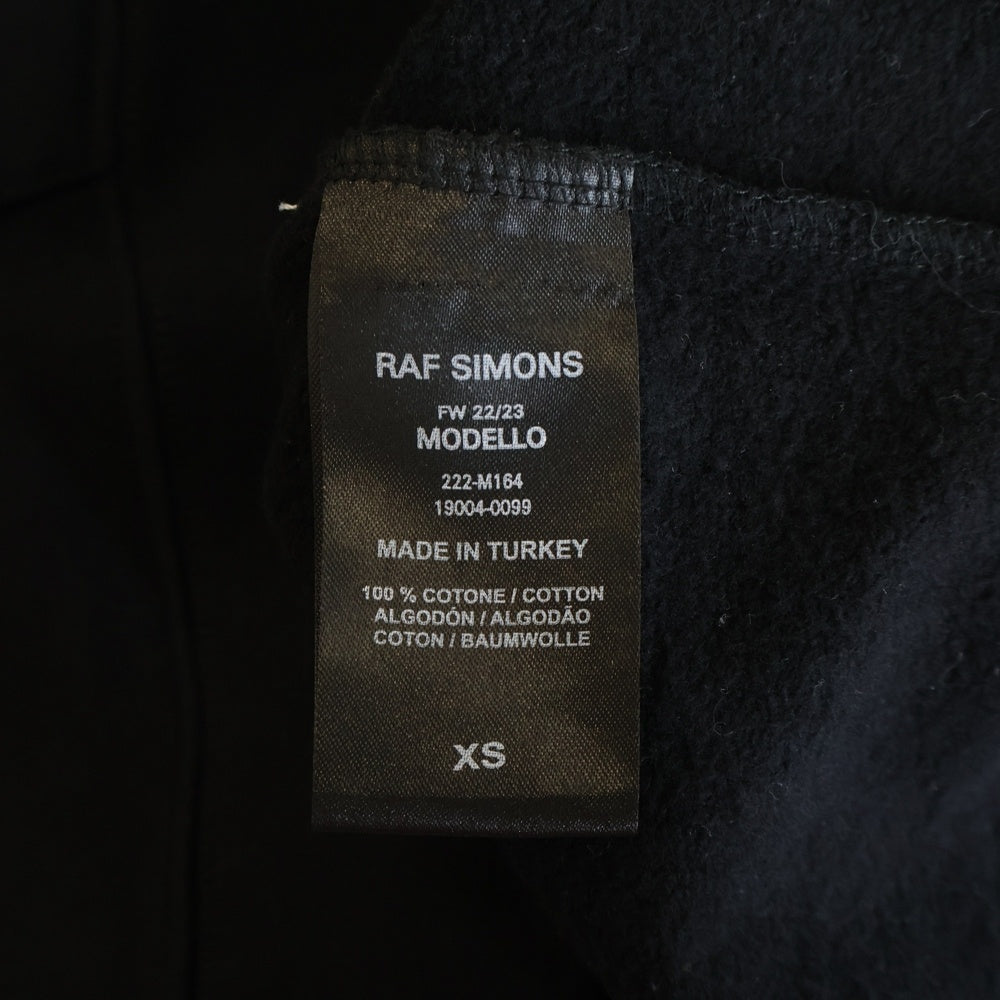 RAF SIMONS
FW 22/23
MODELLO
222-M164
19004-0099
MADE IN TURKEY
100 % COTONE / COTTON
ALGODÓN / ALGODÃO
COTON / BAUMWOLLE
XS